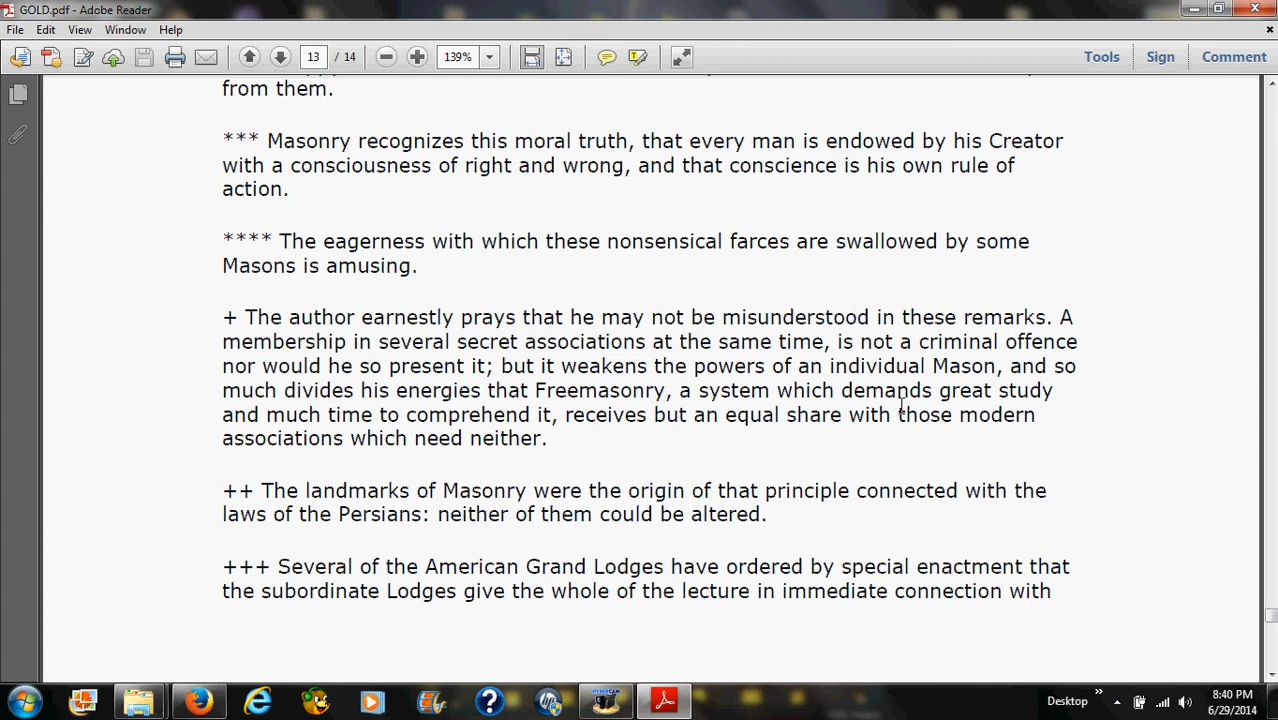 GOLD.pdf - Adobe Reader
File Edit View Window Help
13 / 14 139% Tools Sign Comment
from them.
*** Masonry recognizes this moral truth, that every man is endowed by his Creator
with a consciousness of right and wrong, and that conscience is his own rule of
action.
**** The eagerness with which these nonsensical farces are swallowed by some
Masons is amusing.
+ The author earnestly prays that he may not be misunderstood in these remarks. A
membership in several secret associations at the same time, is not a criminal offence
nor would he so present it; but it weakens the powers of an individual Mason, and so
much divides his energies that Freemasonry, a system which demands great study
and much time to comprehend it, receives but an equal share with those modern
associations which need neither.
++ The landmarks of Masonry were the origin of that principle connected with the
laws of the Persians: neither of them could be altered.
+++ Several of the American Grand Lodges have ordered by special enactment that
the subordinate Lodges give the whole of the lecture in immediate connection with
Desktop
8:40 PM
6/29/2014